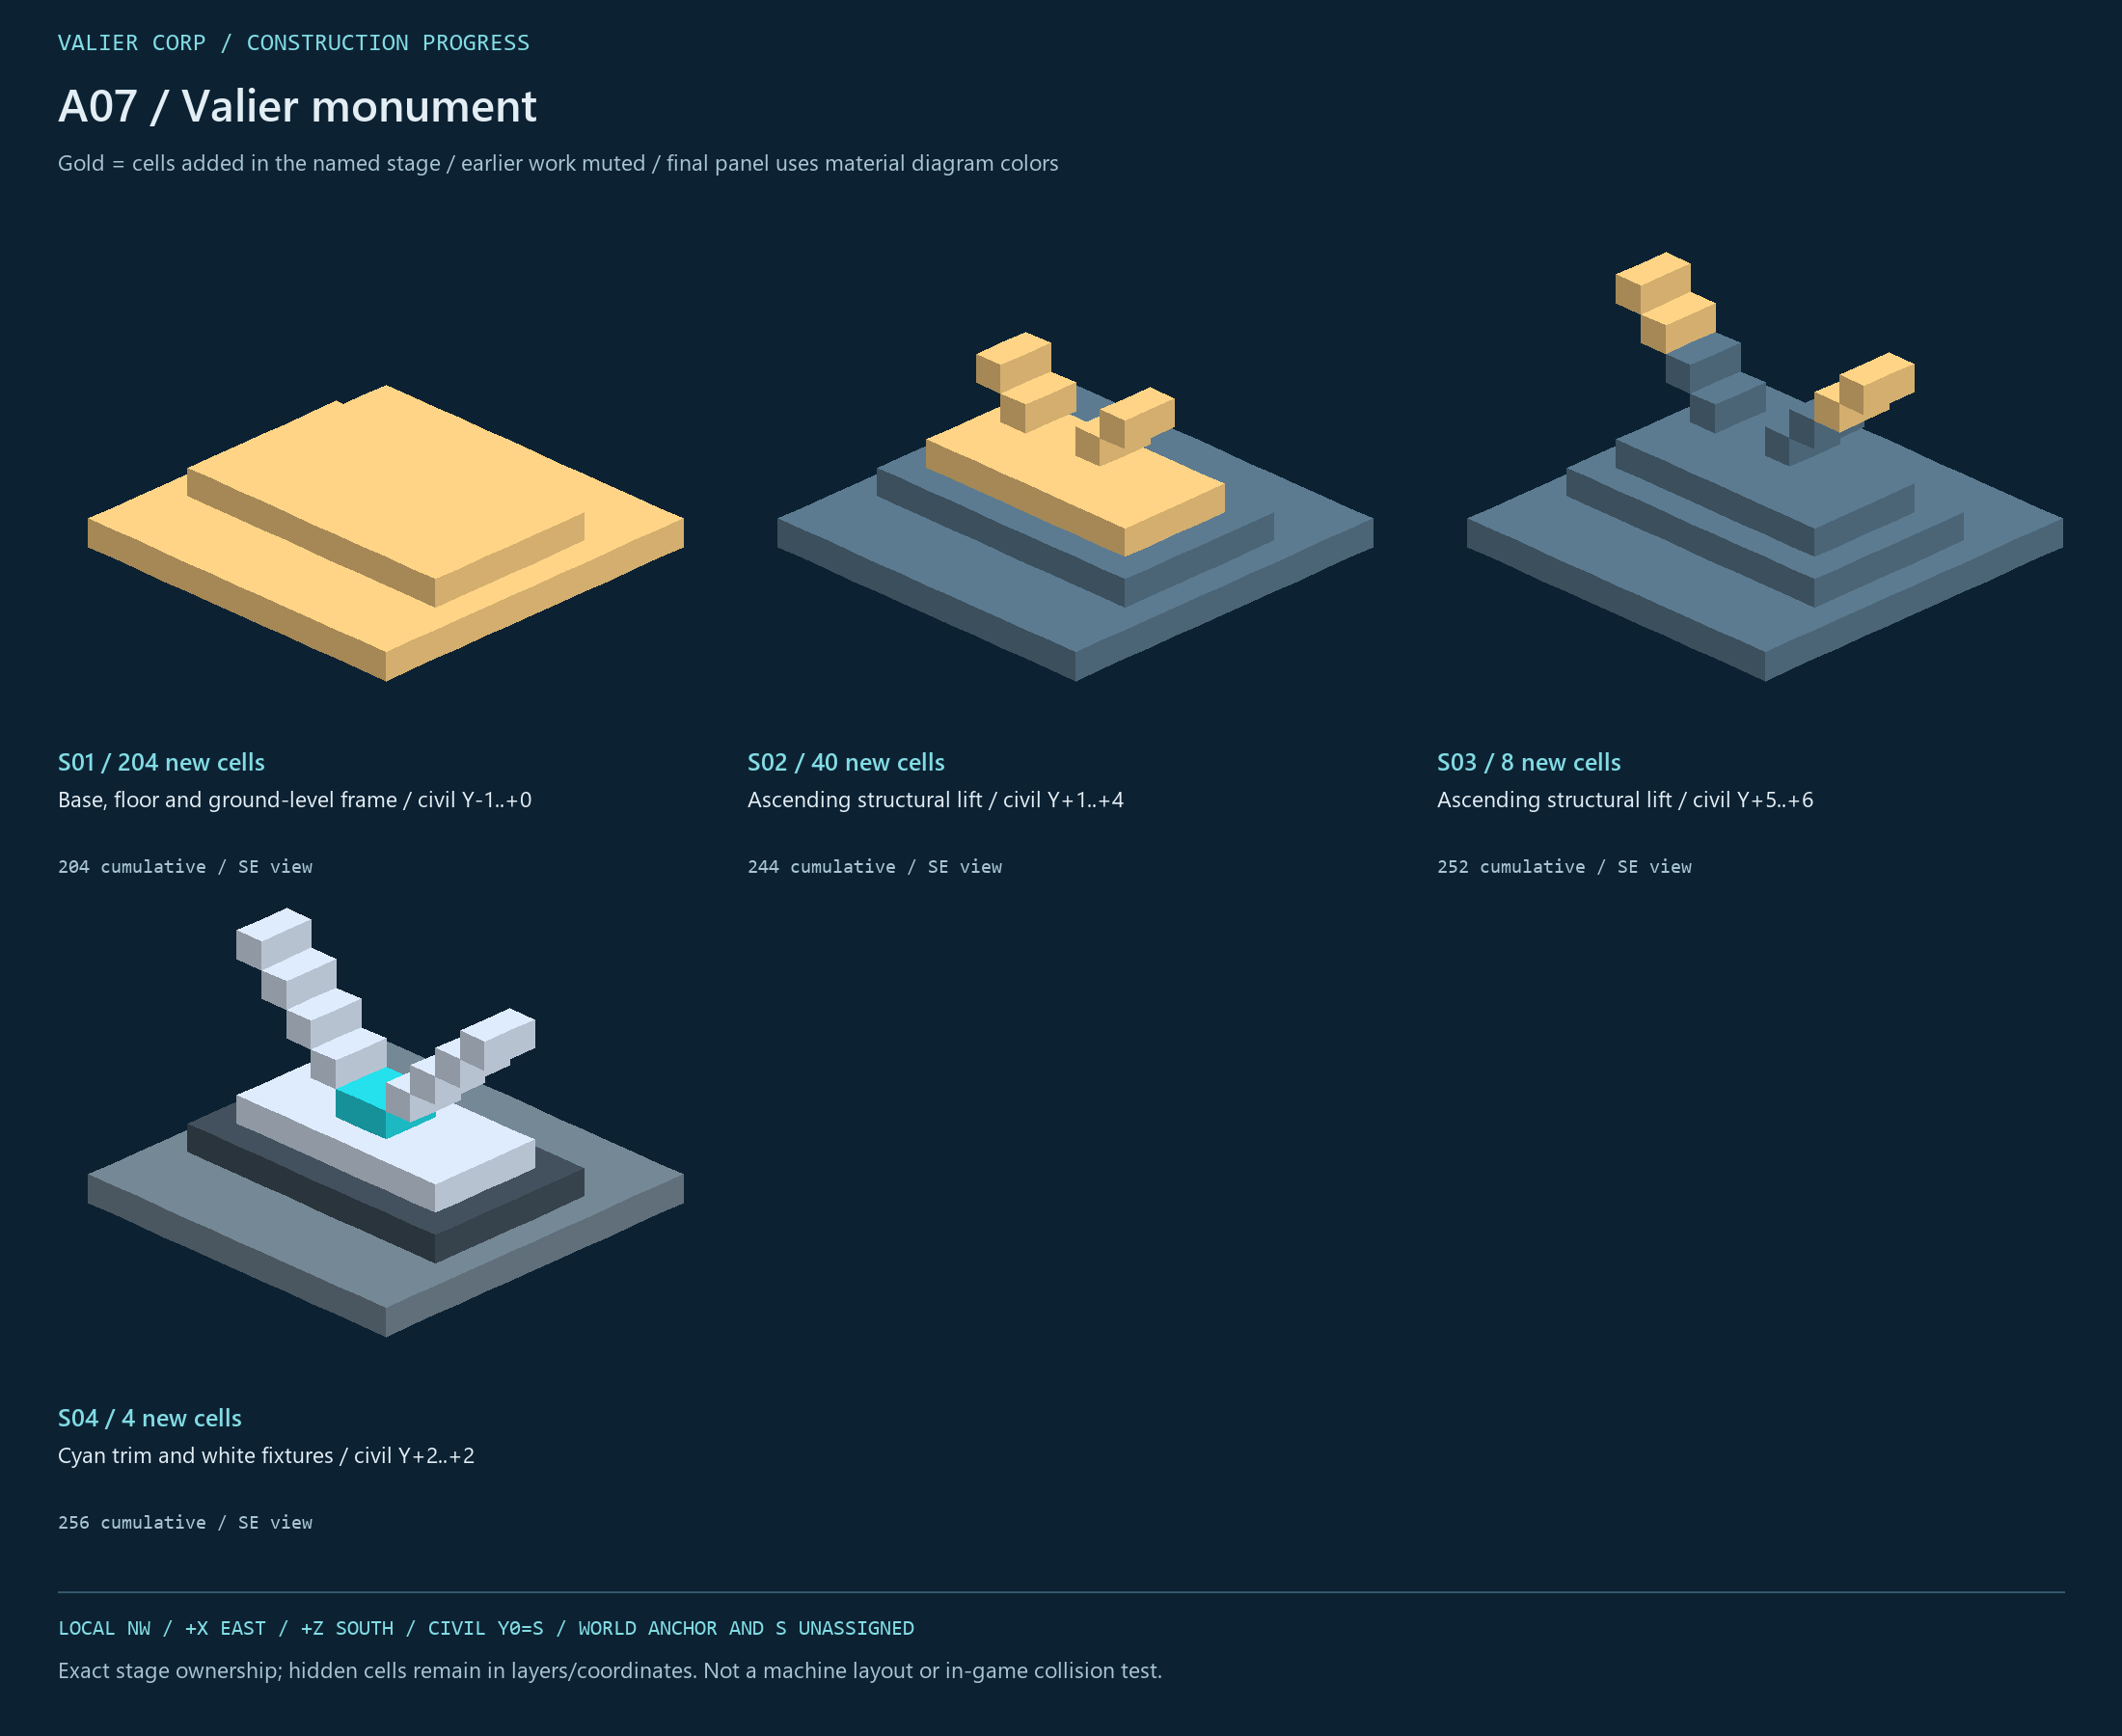 VALIER CORP / CONSTRUCTION PROGRESS
A07 / Valier monument
Gold = cells added in the named stage / earlier work muted / final panel uses material diagram colors
S01 / 204 new cells
Base, floor and ground-level frame / civil Y-1..+0
204 cumulative / SE view
S02 / 40 new cells
Ascending structural lift / civil Y+1..+4
244 cumulative / SE view
S03 / 8 new cells
Ascending structural lift / civil Y+5..+6
252 cumulative / SE view
S04 / 4 new cells
Cyan trim and white fixtures / civil Y+2..+2
256 cumulative / SE view
LOCAL NW / +X EAST / +Z SOUTH / CIVIL Y0=S / WORLD ANCHOR AND S UNASSIGNED
Exact stage ownership; hidden cells remain in layers/coordinates. Not a machine layout or in-game collision test.